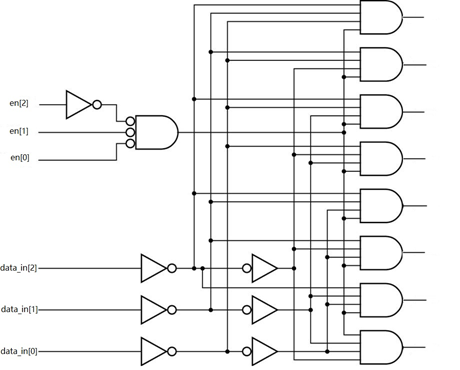 en[2]
en[1]
en[0]
data_in[2]
data_in[1]
data_in[0]